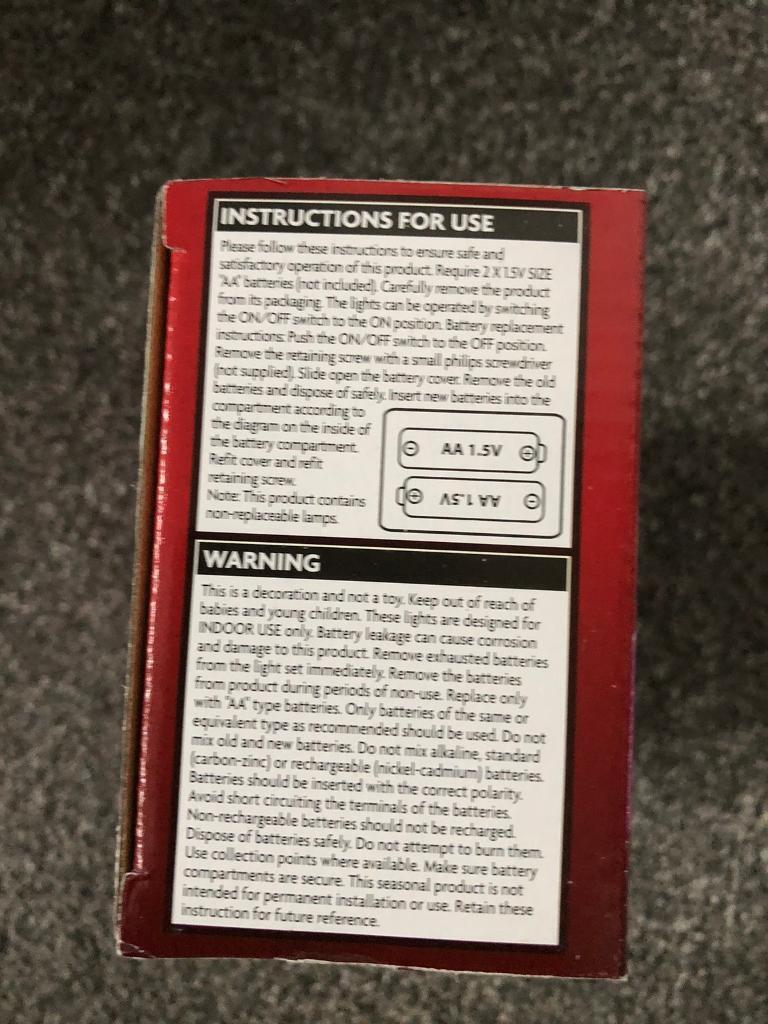 INSTRUCTIONS FOR USE
Please follow these instructions to ensure safe and
satisfactory operation of this product. Require 2 X 1.5V SIZE
"AA" batteries (not included). Carefully remove the product
from its packaging. The lights can be operated by switching
the ON/OFF switch to the ON position. Battery replacement
instructions: Push the ON/OFF switch to the OFF position.
Remove the retaining screw with a small philips screwdriver
(not supplied). Slide open the battery cover. Remove the old
batteries and dispose of safely. Insert new batteries into the
compartment according to
the diagram on the inside of
the battery compartment.
Refit cover and refit
retaining screw.
Note: This product contains
non-replaceable lamps.
AA 1.5V
AA 1.5V
WARNING
This is a decoration and not a toy. Keep out of reach of
babies and young children. These lights are designed for
INDOOR USE only. Battery leakage can cause corrosion
and damage to this product. Remove exhausted batteries
from the light set immediately. Remove the batteries
from product during periods of non-use. Replace only
with "AA" type batteries. Only batteries of the same or
equivalent type as recommended should be used. Do not
mix old and new batteries. Do not mix alkaline, standard
(carbon-zinc) or rechargeable (nickel-cadmium) batteries.
Batteries should be inserted with the correct polarity.
Avoid short circuiting the terminals of the batteries.
Non-rechargeable batteries should not be recharged.
Dispose of batteries safely. Do not attempt to burn them.
Use collection points where available. Make sure battery
compartments are secure. This seasonal product is not
intended for permanent installation or use. Retain these
instruction for future reference.